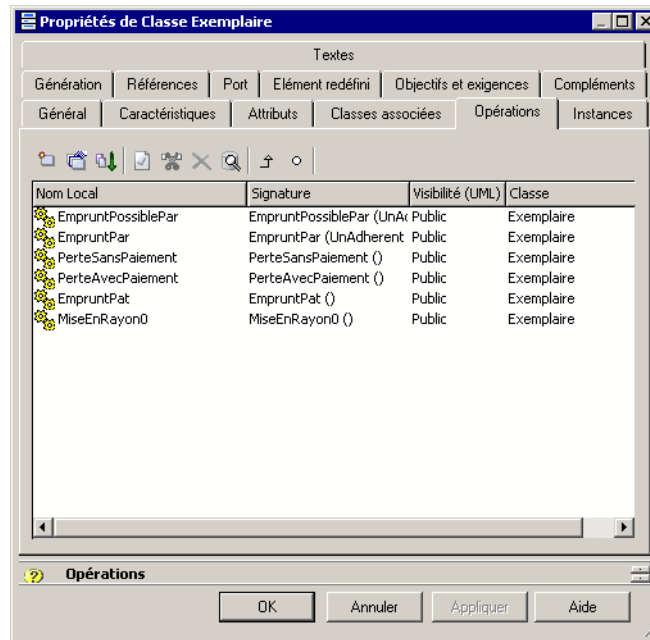 Propriétés de Classe Exemplaire
Textes
Génération Références Port Elément redéfini Objectifs et exigences Compléments
Général Caractéristiques Attributs Classes associées Opérations Instances
Nom Local Signature Visibilité (UML) Classe
EmpruntPossiblePar EmpruntPossiblePar (UnAc Public Exemplaire
EmpruntPar EmpruntPar (UnAdherent Public Exemplaire
PerteSansPaiement PerteSansPaiement () Public Exemplaire
PerteAvecPaiement PerteAvecPaiement () Public Exemplaire
EmpruntPat EmpruntPat () Public Exemplaire
MiseEnRayon0 MiseEnRayon0 () Public Exemplaire
Opérations
OK Annuler Appliquer Aide